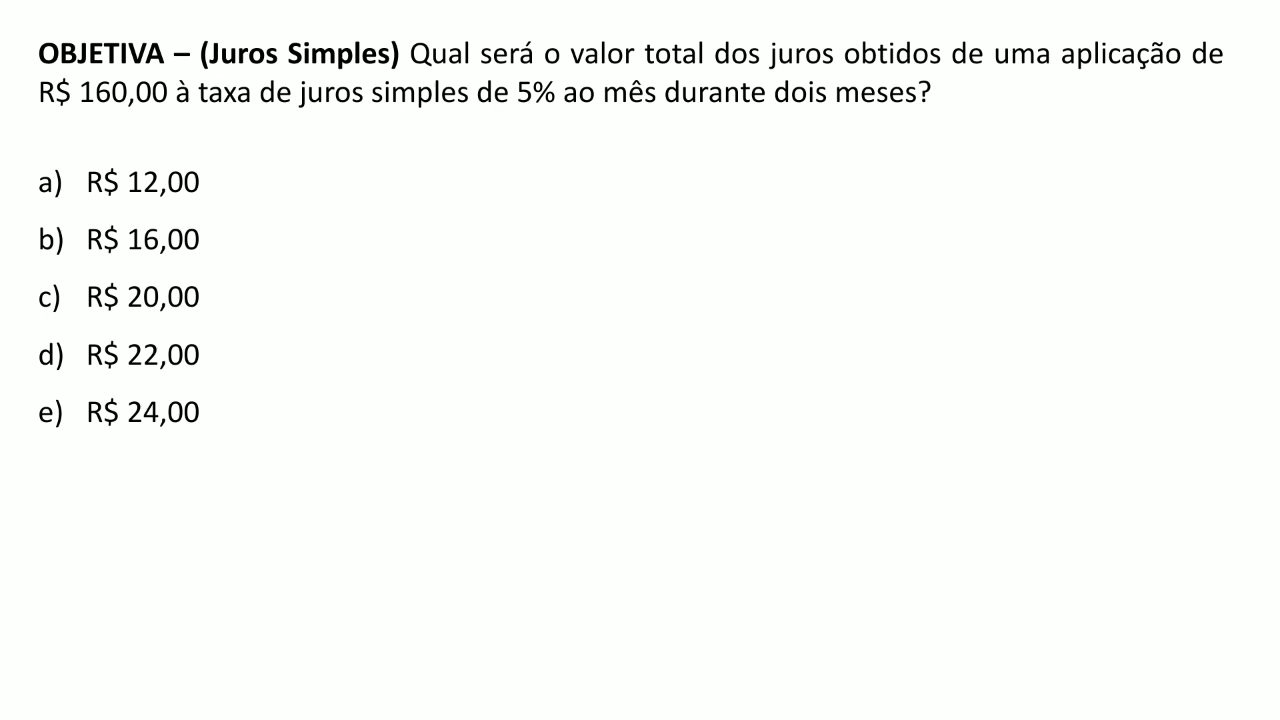 OBJETIVA – (Juros Simples) Qual será o valor total dos juros obtidos de uma aplicação de
R$ 160,00 à taxa de juros simples de 5% ao mês durante dois meses?
a) R$ 12,00
b) R$ 16,00
c) R$ 20,00
d) R$ 22,00
e) R$ 24,00